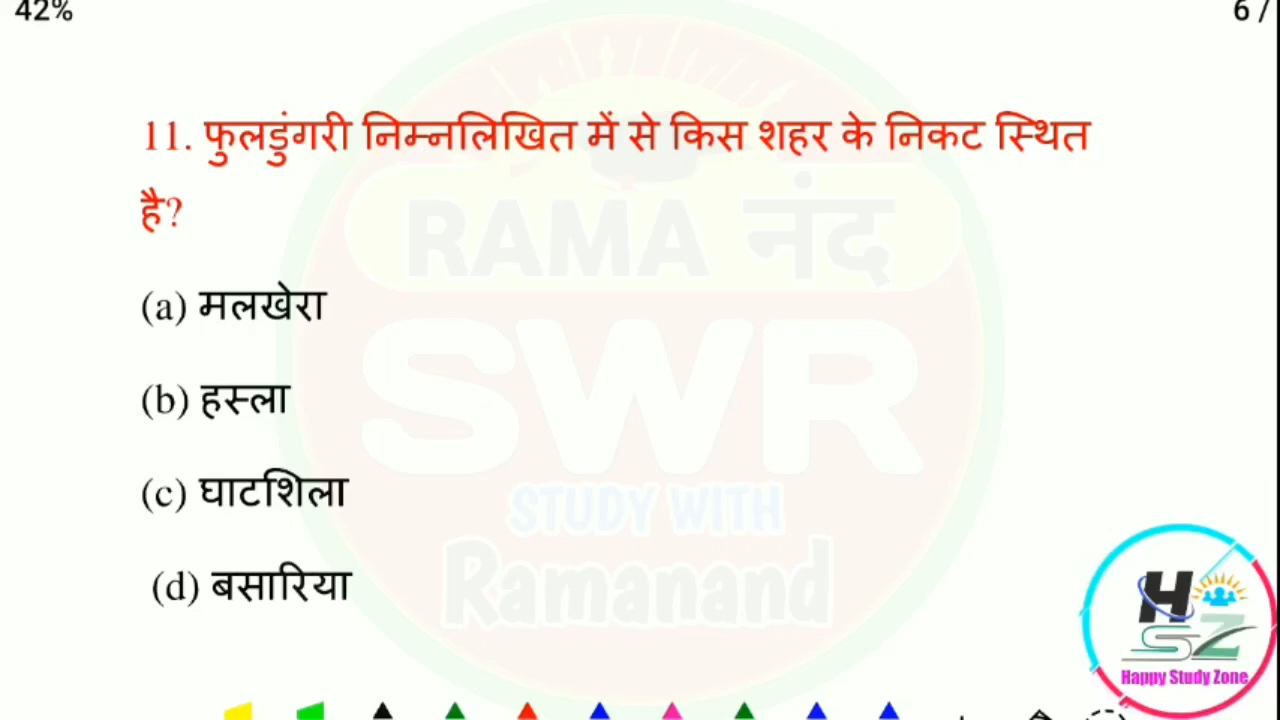 42%
6 /
11. फुलडुंगरी निम्नलिखित में से किस शहर के निकट स्थित
है?
RAMA नंद
(a) मलखेरा
SWR
(b) हस्ला
(c) घाटशिला
STUDY WITH
(d) बसारिया
Ramanand
HSZ
Happy Study Zone